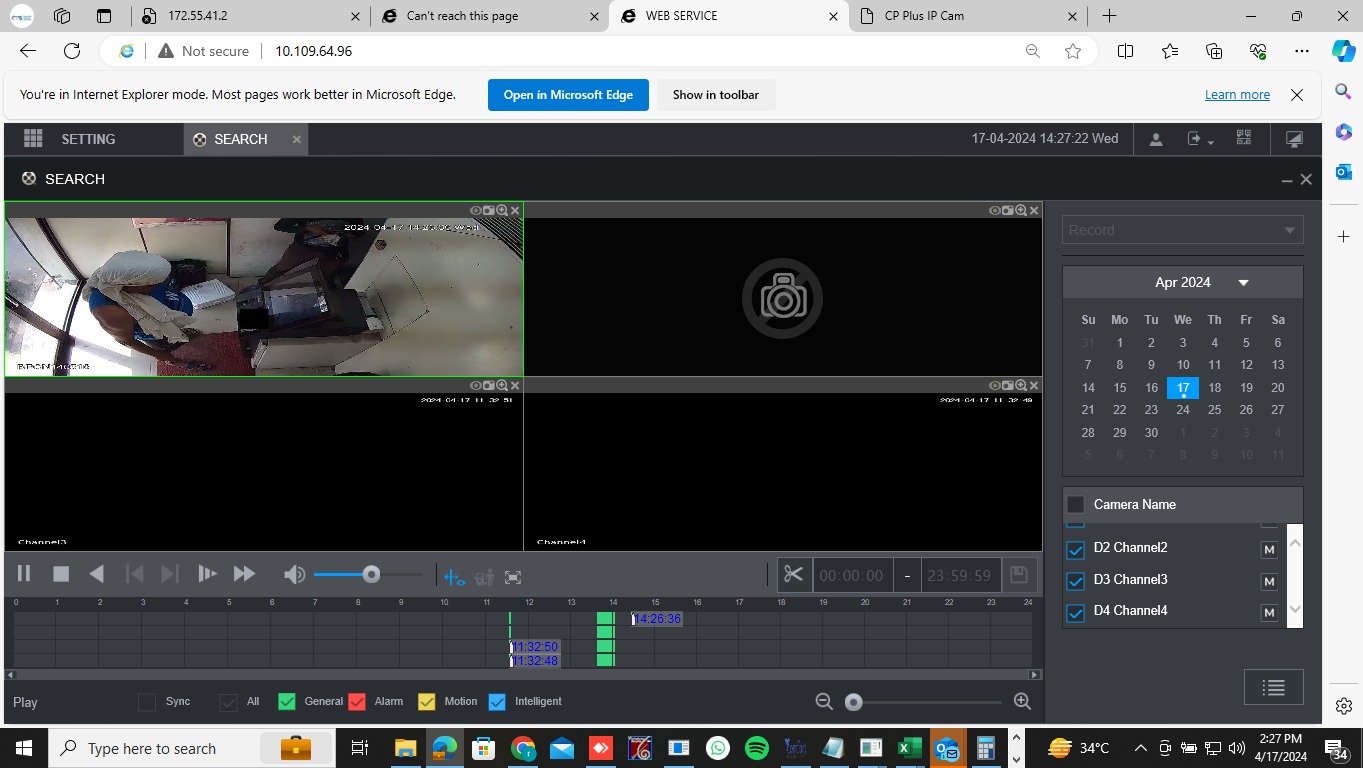 172.55.41.2
Can't reach this page
WEB SERVICE
CP Plus IP Cam
Not secure
10.109.64.96
You're in Internet Explorer mode. Most pages work better in Microsoft Edge.
Open in Microsoft Edge
Show in toolbar
Learn more
SETTING
SEARCH
17-04-2024 14:27:22 Wed
SEARCH
Record
Apr 2024
Su Mo Tu We Th Fr Sa
31 1 2 3 4 5 6
7 8 9 10 11 12 13
14 15 16 17 18 19 20
21 22 23 24 25 26 27
28 29 30 1 2 3 4
5 6 7 8 9 10 11
2024-04-17 11:32:51
2024-04-17 11:32:49
Channel3
Channel4
Camera Name
D2 Channel2 M
D3 Channel3 M
D4 Channel4 M
00:00:00 - 23:59:59
0 1 2 3 4 5 6 7 8 9 10 11 12 13 14 15 16 17 18 19 20 21 22 23 24
14:26:36
11:32:50
11:32:48
Play
Sync
All
General
Alarm
Motion
Intelligent
Type here to search
34°C
2:27 PM
4/17/2024
34